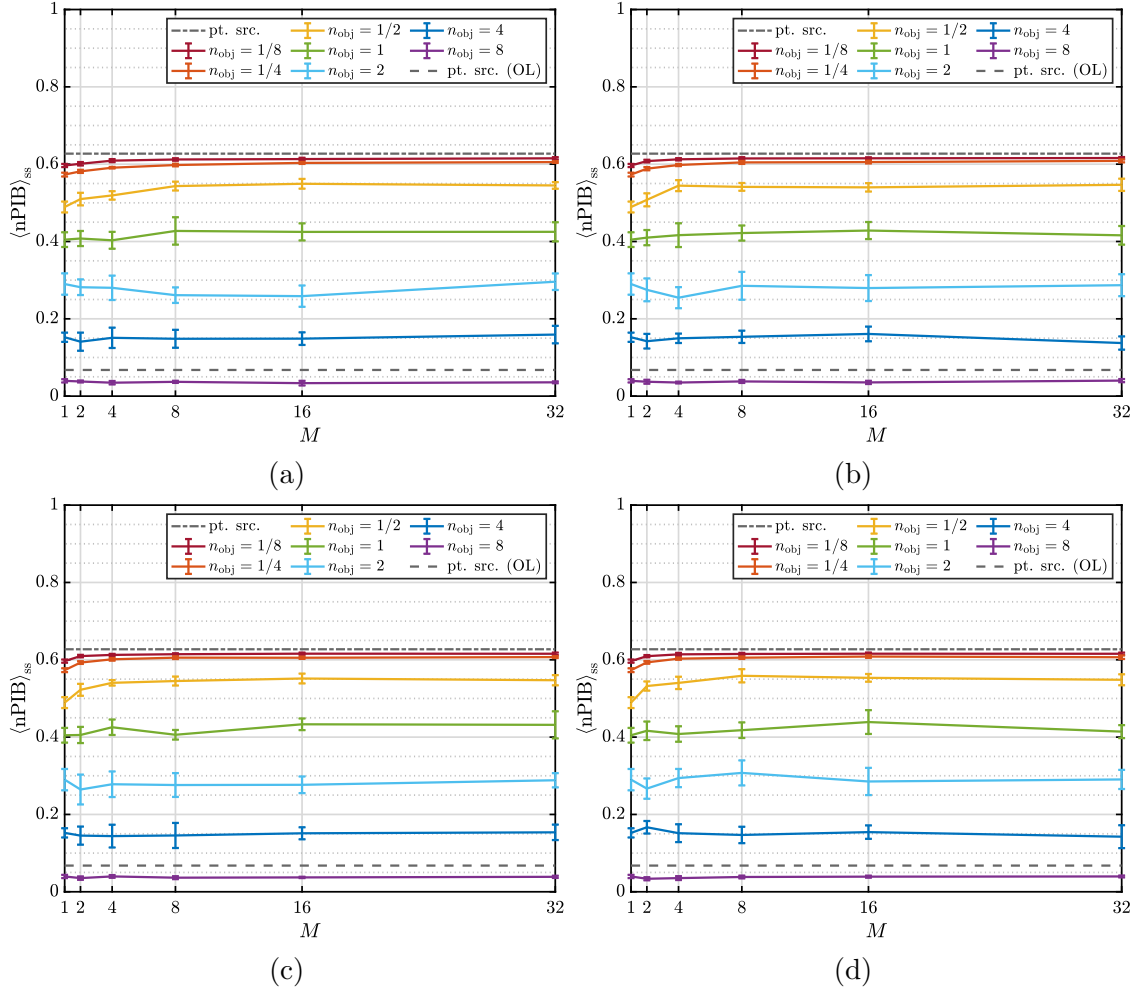 pt. src.
n_obj = 1/8
n_obj = 1/4
n_obj = 1/2
n_obj = 1
n_obj = 2
n_obj = 4
n_obj = 8
pt. src. (OL)
1
0.8
0.6
0.4
0.2
0
⟨nPIB⟩_ss
1 2 4 8 16 32
M
(a)
pt. src.
n_obj = 1/8
n_obj = 1/4
n_obj = 1/2
n_obj = 1
n_obj = 2
n_obj = 4
n_obj = 8
pt. src. (OL)
1
0.8
0.6
0.4
0.2
0
⟨nPIB⟩_ss
1 2 4 8 16 32
M
(b)
pt. src.
n_obj = 1/8
n_obj = 1/4
n_obj = 1/2
n_obj = 1
n_obj = 2
n_obj = 4
n_obj = 8
pt. src. (OL)
1
0.8
0.6
0.4
0.2
0
⟨nPIB⟩_ss
1 2 4 8 16 32
M
(c)
pt. src.
n_obj = 1/8
n_obj = 1/4
n_obj = 1/2
n_obj = 1
n_obj = 2
n_obj = 4
n_obj = 8
pt. src. (OL)
1
0.8
0.6
0.4
0.2
0
⟨nPIB⟩_ss
1 2 4 8 16 32
M
(d)